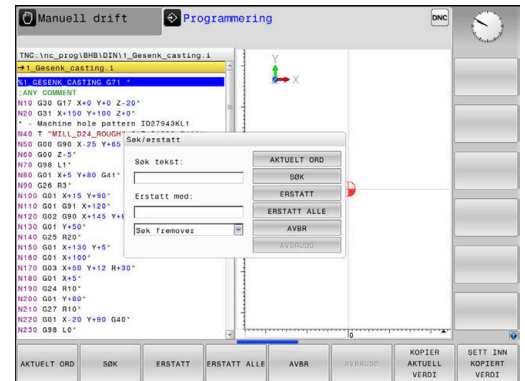 Manuell drift
Programmering
DNC
TNC:\nc_prog\BHB\DIN\1_Gesenk_casting.i
→1_Gesenk_casting.i
%1_GESENK_CASTING G71 *
;ANY COMMENT
N10 G30 G17 X+0 Y+0 Z-20*
N20 G31 X+150 Y+100 Z+0*
* - Machine hole pattern ID27943KL1
N40 T "MILL_D24_ROUGH"
N50 G00 G90 X-25 Y+65
N60 G00 Z-5*
N70 G98 L1*
N80 G01 X+5 Y+80 G41*
N90 G26 R3*
N100 G01 X+15 Y+90*
N110 G01 G91 X+120*
N120 G02 G90 X+145 Y+
N130 G01 Y+50*
N140 G25 R20*
N150 G01 X+130 Y+5*
N160 G01 X+100*
N170 G03 X+50 Y+12 R+30*
N180 G01 X+5*
N190 G24 R10*
N200 G01 Y+80*
N210 G27 R10*
N220 G01 X-20 Y+90 G40*
N230 G98 L0*
Y
X
0
Søk/erstatt
Søk tekst:
Erstatt med:
Søk fremover
AKTUELT ORD
SØK
ERSTATT
ERSTATT ALLE
AVBR
AVBRUDD
AKTUELT ORD
SØK
ERSTATT
ERSTATT ALLE
AVBR
AVBRUDD
KOPIER
AKTUELL
VERDI
SETT INN
KOPIERT
VERDI